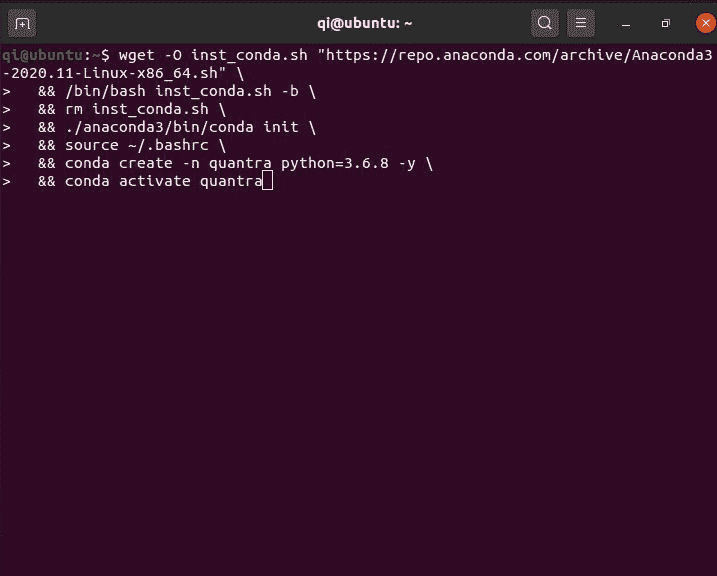 qi@ubuntu: ~
qi@ubuntu:~$ wget -O inst_conda.sh "https://repo.anaconda.com/archive/Anaconda3
-2020.11-Linux-x86_64.sh" \
>   && /bin/bash inst_conda.sh -b \
>   && rm inst_conda.sh \
>   && ./anaconda3/bin/conda init \
>   && source ~/.bashrc \
>   && conda create -n quantra python=3.6.8 -y \
>   && conda activate quantra